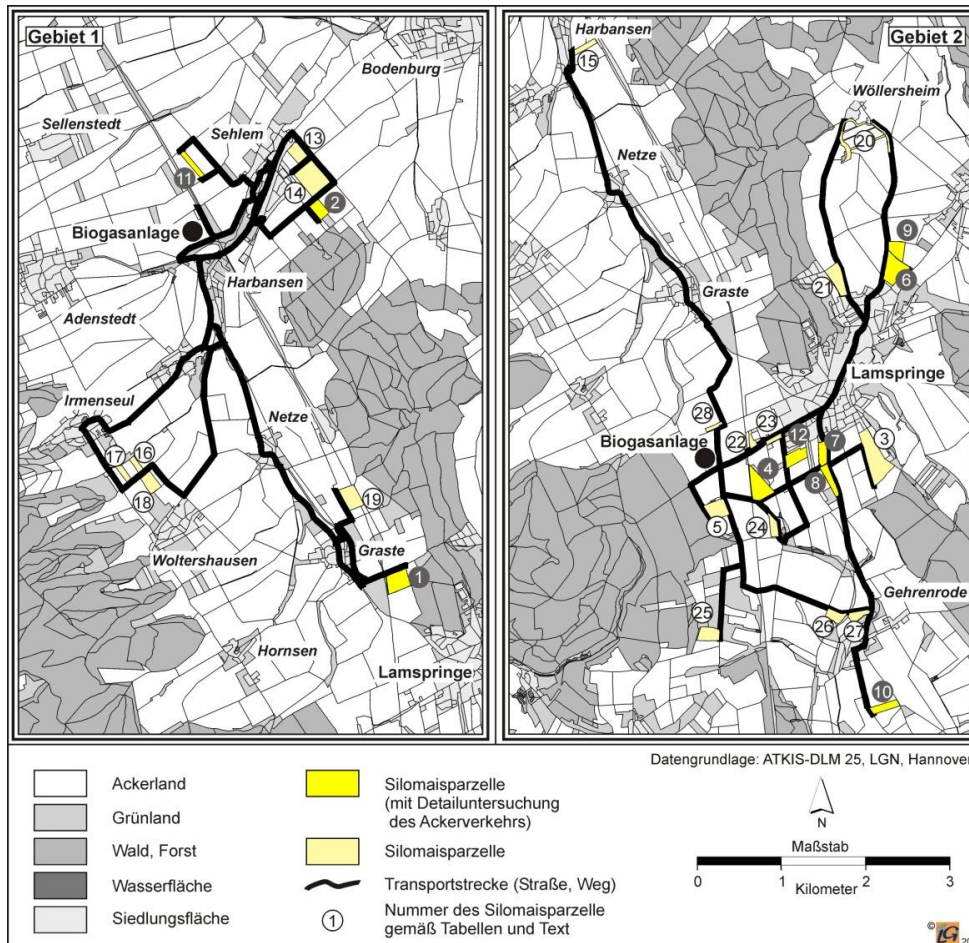 Gebiet 1
Bodenburg
Sellenstedt
Sehlem
13
11
14
2
Biogasanlage
Harbansen
Adenstedt
Irmenseul
Netze
17
16
18
19
Woltershausen
Graste
1
Hornsen
Lamspringe
Harbansen
Gebiet 2
15
Wöllersheim
20
Netze
9
Graste
21
6
Lamspringe
28
23
12
7
3
Biogasanlage
22
4
8
5
24
Gehrenrode
25
26
27
10
Datengrundlage: ATKIS-DLM 25, LGN, Hannover
Ackerland
Grünland
Wald, Forst
Wasserfläche
Siedlungsfläche
Silomaisparzelle
(mit Detailuntersuchung
des Ackerverkehrs)
Silomaisparzelle
Transportstrecke (Straße, Weg)
1
Nummer des Silomaisparzelle
gemäß Tabellen und Text
N
Maßstab
0 1 2 3
Kilometer
©